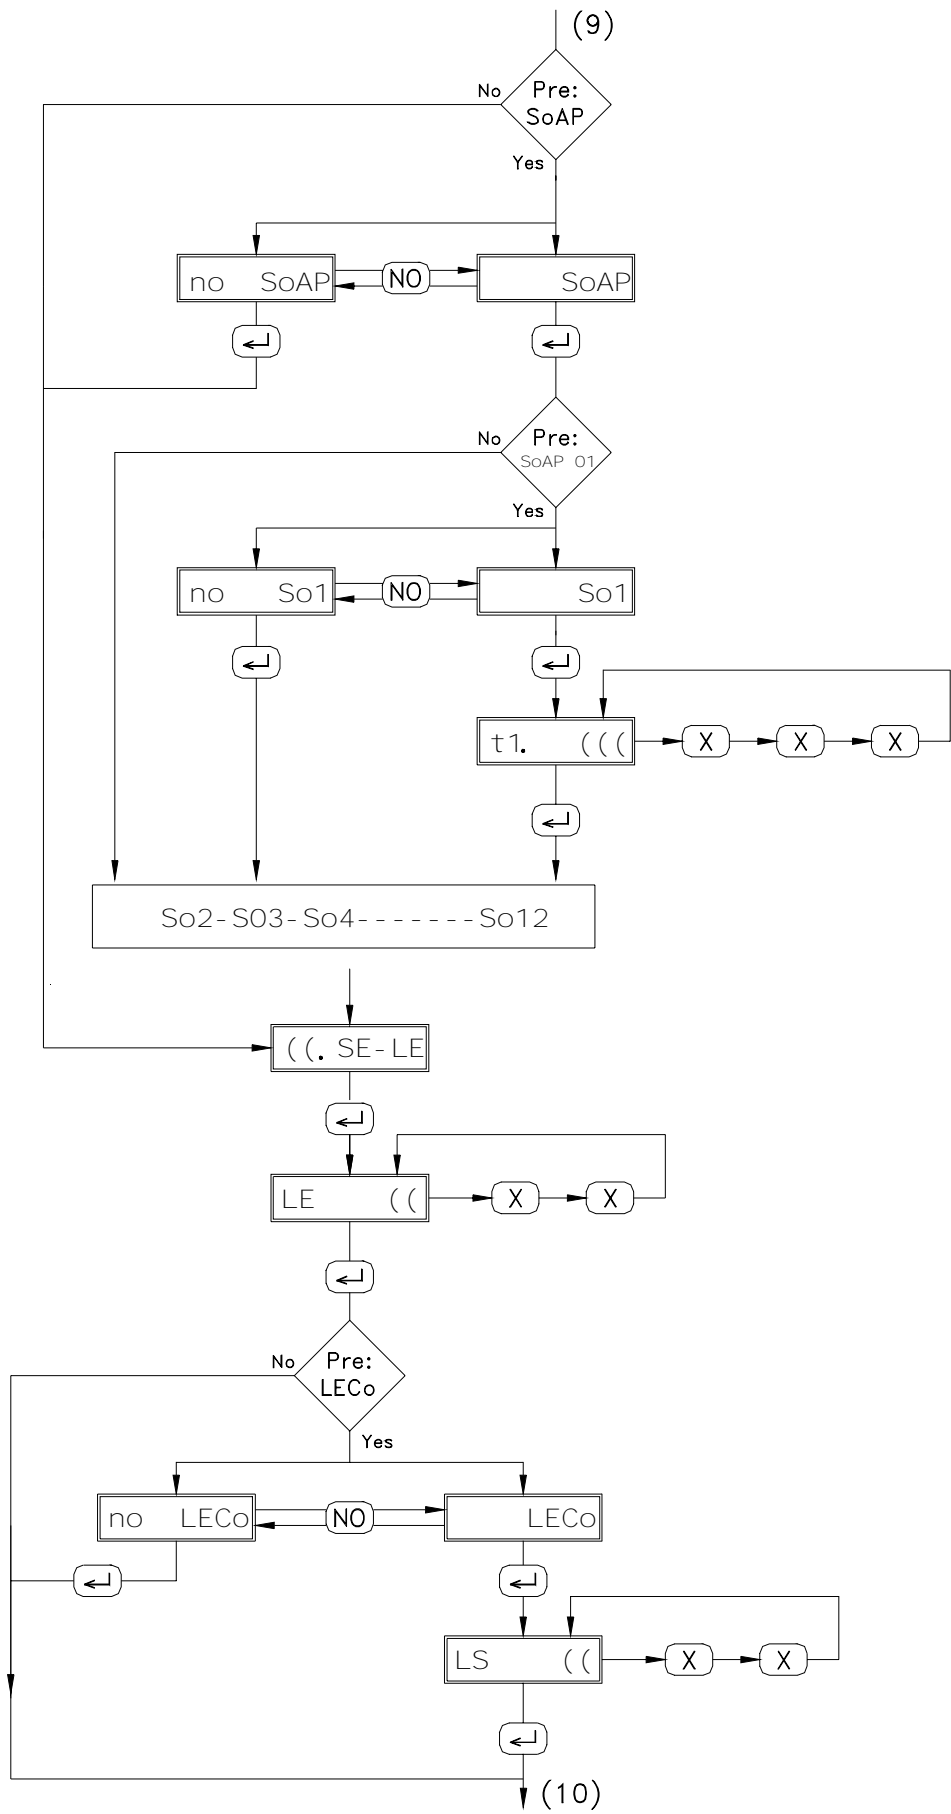 (9)
No
Pre:
SoAP
Yes
no SoAP
NO
SoAP
No
Pre:
SoAP 01
Yes
no So1
NO
So1
t1. (((
X
X
X
So2-S03-So4-------So12
((. SE-LE
LE ((
X
X
No
Pre:
LECo
Yes
no LECo
NO
LECo
LS ((
X
X
(10)